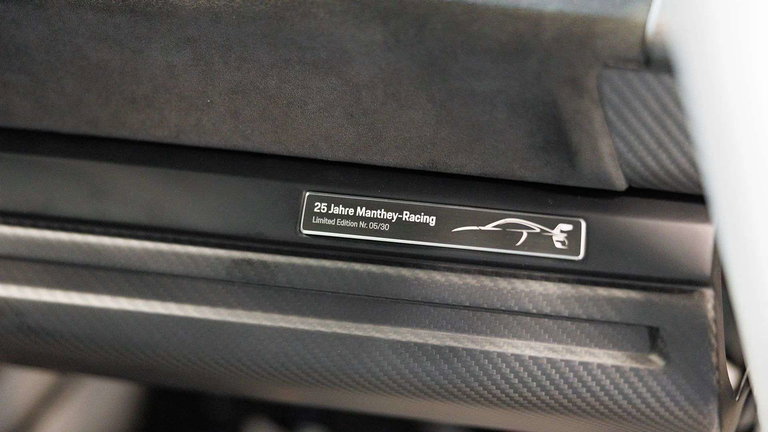 25 Jahre Manthey-Racing
Limited Edition Nr. 05/30